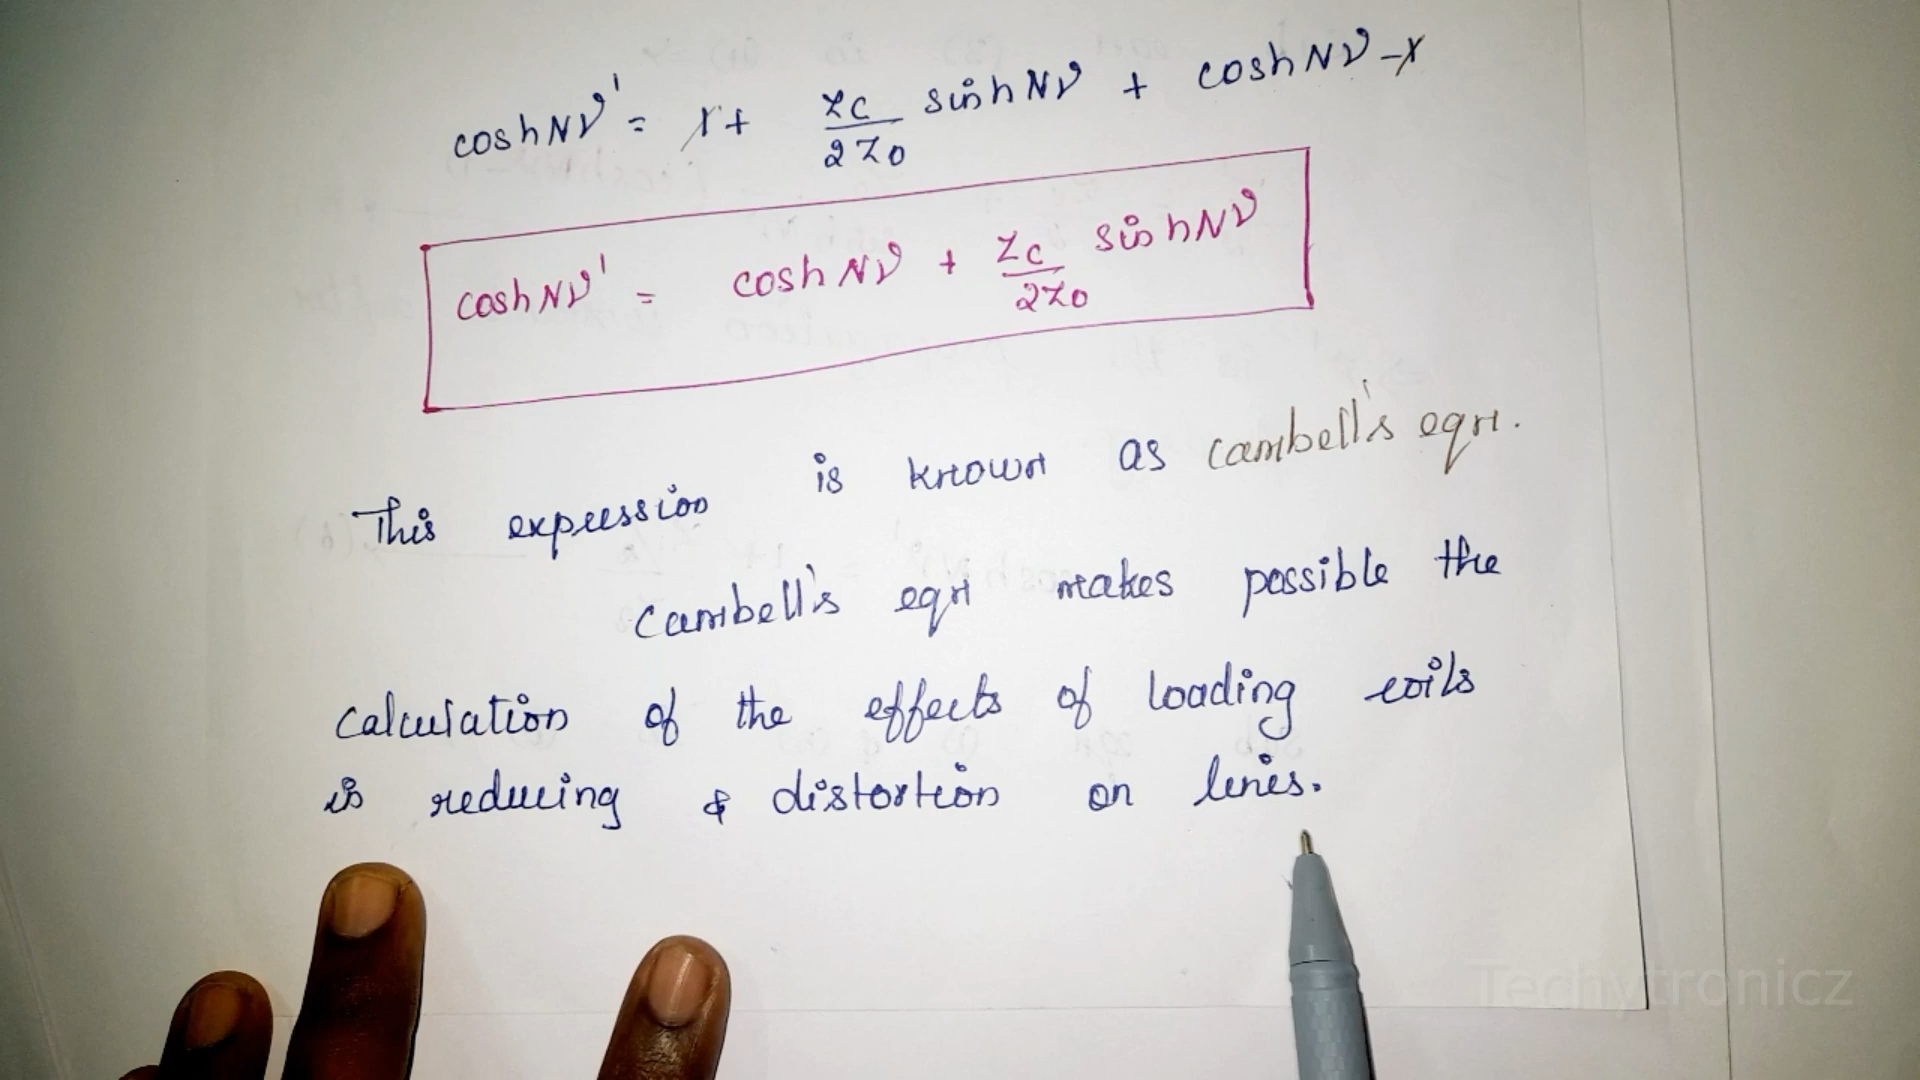 coshNγ' = 1 + Zc/2Z0 sinhNγ + coshNγ - 1
coshNγ' = coshNγ + Zc/2Z0 sinhNγ
This expression is known as Cambell's eqn.
Cambell's eqn makes possible the
calculation of the effects of loading coils
in reducing & distortion on lines.
Techytronicz